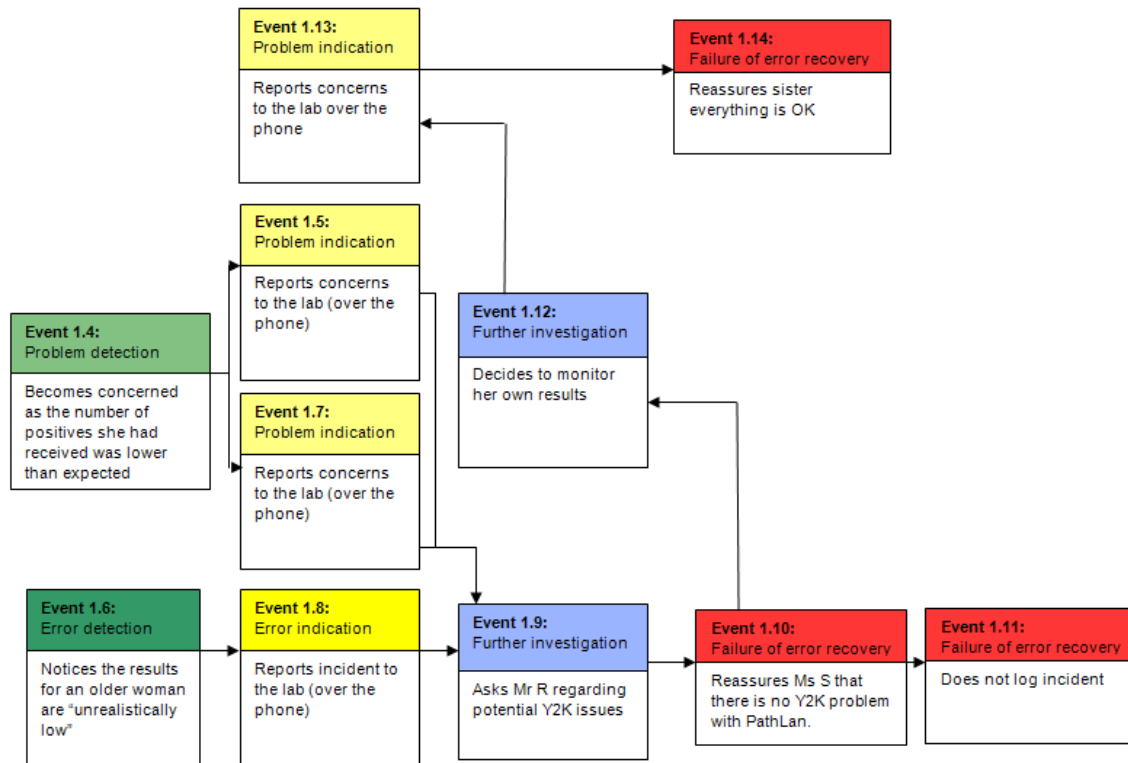 Event 1.13:
Problem indication
Reports concerns
to the lab over the
phone
Event 1.14:
Failure of error recovery
Reassures sister
everything is OK
Event 1.5:
Problem indication
Reports concerns
to the lab (over the
phone)
Event 1.12:
Further investigation
Decides to monitor
her own results
Event 1.4:
Problem detection
Becomes concerned
as the number of
positives she had
received was lower
than expected
Event 1.7:
Problem indication
Reports concerns
to the lab (over the
phone)
Event 1.6:
Error detection
Notices the results
for an older woman
are “unrealistically
low”
Event 1.8:
Error indication
Reports incident to
the lab (over the
phone)
Event 1.9:
Further investigation
Asks Mr R regarding
potential Y2K issues
Event 1.10:
Failure of error recovery
Reassures Ms S that
there is no Y2K problem
with PathLan.
Event 1.11:
Failure of error recovery
Does not log incident